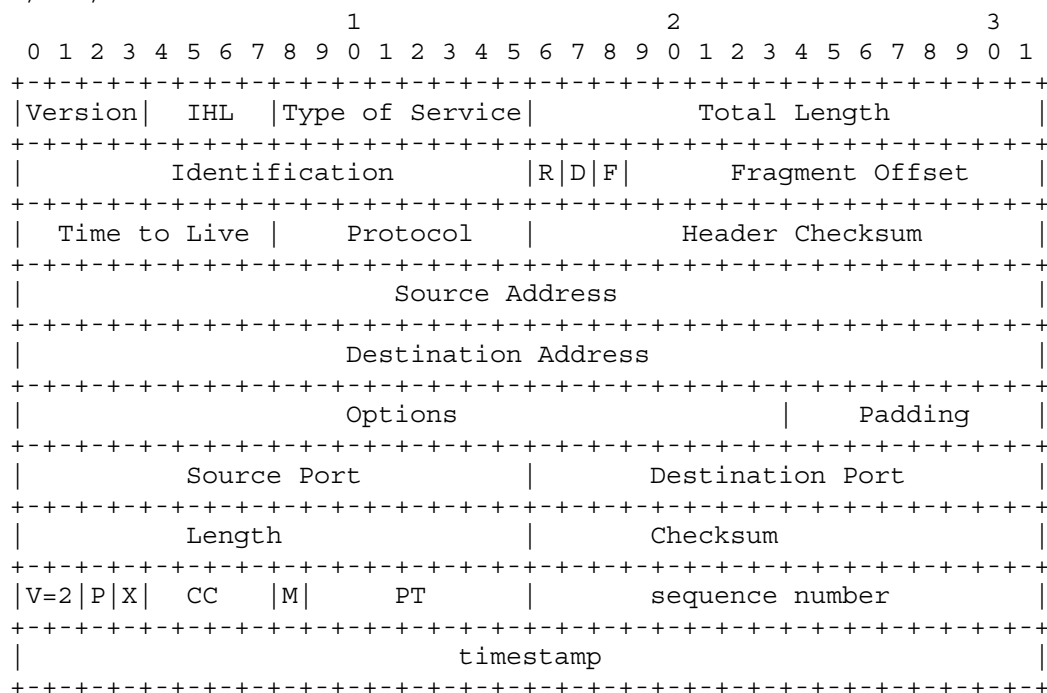 1                   2                   3
 0 1 2 3 4 5 6 7 8 9 0 1 2 3 4 5 6 7 8 9 0 1 2 3 4 5 6 7 8 9 0 1
+-+-+-+-+-+-+-+-+-+-+-+-+-+-+-+-+-+-+-+-+-+-+-+-+-+-+-+-+-+-+-+-+
|Version|  IHL  |Type of Service|          Total Length         |
+-+-+-+-+-+-+-+-+-+-+-+-+-+-+-+-+-+-+-+-+-+-+-+-+-+-+-+-+-+-+-+-+
|         Identification        |R|D|F|      Fragment Offset    |
+-+-+-+-+-+-+-+-+-+-+-+-+-+-+-+-+-+-+-+-+-+-+-+-+-+-+-+-+-+-+-+-+
|  Time to Live |    Protocol   |         Header Checksum       |
+-+-+-+-+-+-+-+-+-+-+-+-+-+-+-+-+-+-+-+-+-+-+-+-+-+-+-+-+-+-+-+-+
|                       Source Address                          |
+-+-+-+-+-+-+-+-+-+-+-+-+-+-+-+-+-+-+-+-+-+-+-+-+-+-+-+-+-+-+-+-+
|                    Destination Address                        |
+-+-+-+-+-+-+-+-+-+-+-+-+-+-+-+-+-+-+-+-+-+-+-+-+-+-+-+-+-+-+-+-+
|                    Options                    |    Padding    |
+-+-+-+-+-+-+-+-+-+-+-+-+-+-+-+-+-+-+-+-+-+-+-+-+-+-+-+-+-+-+-+-+
|          Source Port          |       Destination Port        |
+-+-+-+-+-+-+-+-+-+-+-+-+-+-+-+-+-+-+-+-+-+-+-+-+-+-+-+-+-+-+-+-+
|          Length               |       Checksum                |
+-+-+-+-+-+-+-+-+-+-+-+-+-+-+-+-+-+-+-+-+-+-+-+-+-+-+-+-+-+-+-+-+
|V=2|P|X|  CC   |M|     PT      |       sequence number         |
+-+-+-+-+-+-+-+-+-+-+-+-+-+-+-+-+-+-+-+-+-+-+-+-+-+-+-+-+-+-+-+-+
|                           timestamp                           |
+-+-+-+-+-+-+-+-+-+-+-+-+-+-+-+-+-+-+-+-+-+-+-+-+-+-+-+-+-+-+-+-+